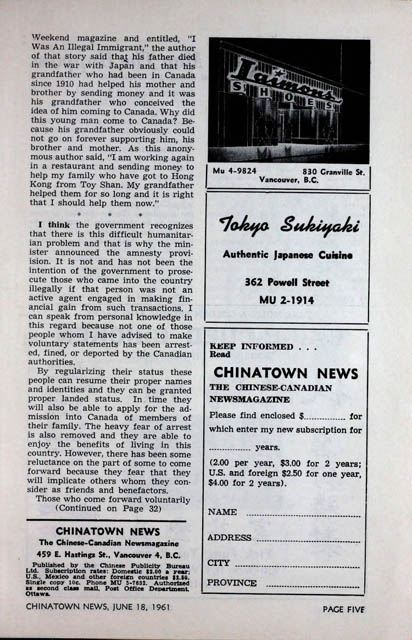 Weekend magazine and entitled, "I
Was An Illegal Immigrant," the author
of that story said that his father died
in the war with Japan and that his
grandfather who had been in Canada
since 1910 had helped his mother and
brother by sending money and it was
his grandfather who conceived the
idea of him coming to Canada. Why did
this young man come to Canada? Be-
cause his grandfather obviously could
not go on forever supporting him, his
brother and mother. As this anony-
mous author said, "I am working again
in a restaurant and sending money to
help my family who have got to Hong
Kong from Toy Shan. My grandfather
helped them for so long and it is right
that I should help them now."
* * *
I think the government recognizes
that there is this difficult humanitar-
ian problem and that is why the min-
ister announced the amnesty provi-
sion. It is not and has not been the
intention of the government to prose-
cute those who came into the country
illegally if that person was not an
active agent engaged in making fin-
ancial gain from such transactions. I
can speak from personal knowledge in
this regard because not one of those
people whom I have advised to make
voluntary statements has been arrest-
ed, fined, or deported by the Canadian
authorities.
By regularizing their status these
people can resume their proper names
and identities and they can be granted
proper landed status. In time they
will also be able to apply for the ad-
mission into Canada of members of
their family. The heavy fear of arrest
is also removed and they are able to
enjoy the benefits of living in this
country. However, there has been some
reluctance on the part of some to come
forward because they fear that they
will implicate others whom they con-
sider as friends and benefactors.
Those who come forward voluntarily
(Continued on Page 32)
CHINATOWN NEWS
The Chinese-Canadian Newsmagazine
459 E. Hastings St., Vancouver 4, B.C.
Published by the Chinese Publicity Bureau
Ltd. Subscription rates: Domestic $2.00 a year;
U.S., Mexico and other foreign countries $2.50.
Single copy 10c. Phone MU 5-7632. Authorized
as second class mail, Post Office Department
Ottawa.
Laimons
SHOES
Mu 4-9824 830 Granville St.
Vancouver, B.C.
Tokyo Sukiyaki
Authentic Japanese Cuisine
362 Powell Street
MU 2-1914
KEEP INFORMED . . .
Read
CHINATOWN NEWS
THE CHINESE-CANADIAN
NEWSMAGAZINE
Please find enclosed $.............. for
which enter my new subscription for
.............. years.
(2.00 per year, $3.00 for 2 years;
U.S. and foreign $2.50 for one year,
$4.00 for 2 years).
NAME
ADDRESS
CITY
PROVINCE
CHINATOWN NEWS, JUNE 18, 1961 PAGE FIVE